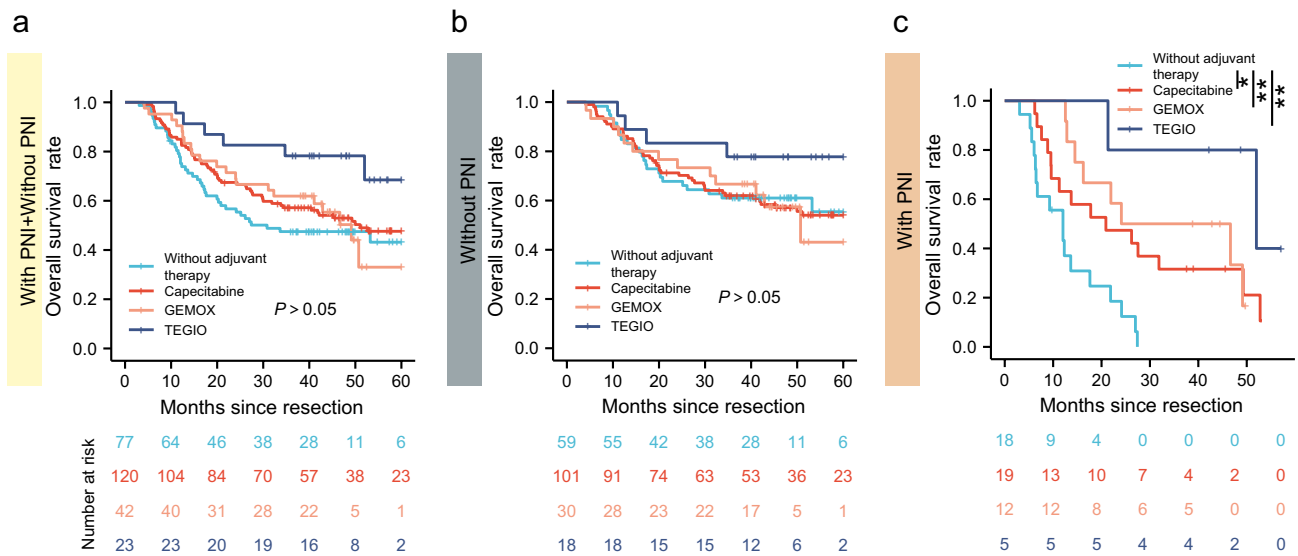 a
With PNI+Without PNI
Overall survival rate
1.0
0.8
0.6
0.4
0.2
0.0
Without adjuvant
therapy
Capecitabine
GEMOX
TEGIO
P > 0.05
0 10 20 30 40 50 60
Months since resection
Number at risk
77 64 46 38 28 11 6
120 104 84 70 57 38 23
42 40 31 28 22 5 1
23 23 20 19 16 8 2
b
WIthout PNI
Overall survival rate
1.0
0.8
0.6
0.4
0.2
0.0
Without adjuvant
therapy
Capecitabine
GEMOX
TEGIO
P > 0.05
0 10 20 30 40 50 60
Months since resection
59 55 42 38 28 11 6
101 91 74 63 53 36 23
30 28 23 22 17 5 1
18 18 15 15 12 6 2
c
With PNI
Overall survival rate
Without adjuvant
therapy
Capecitabine
GEMOX
TEGIO
* ** **
1.0
0.8
0.6
0.4
0.2
0.0
0 10 20 30 40 50
Months since resection
18 9 4 0 0 0 0
19 13 10 7 4 2 0
12 12 8 6 5 0 0
5 5 5 4 4 2 0